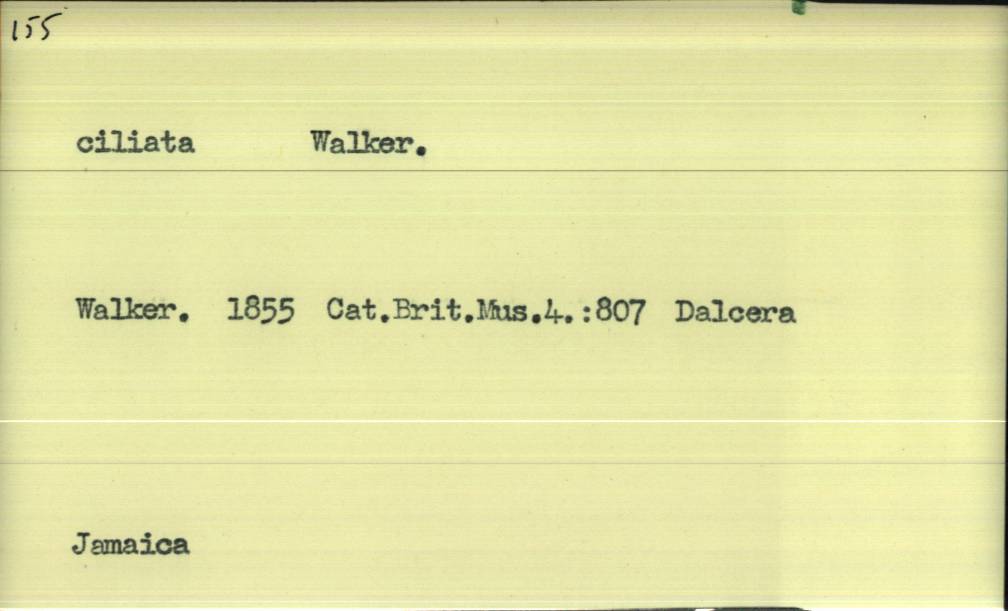 155
ciliata Walker.
Walker. 1855 Cat.Brit.Mus.4.:807 Dalcera
Jamaica